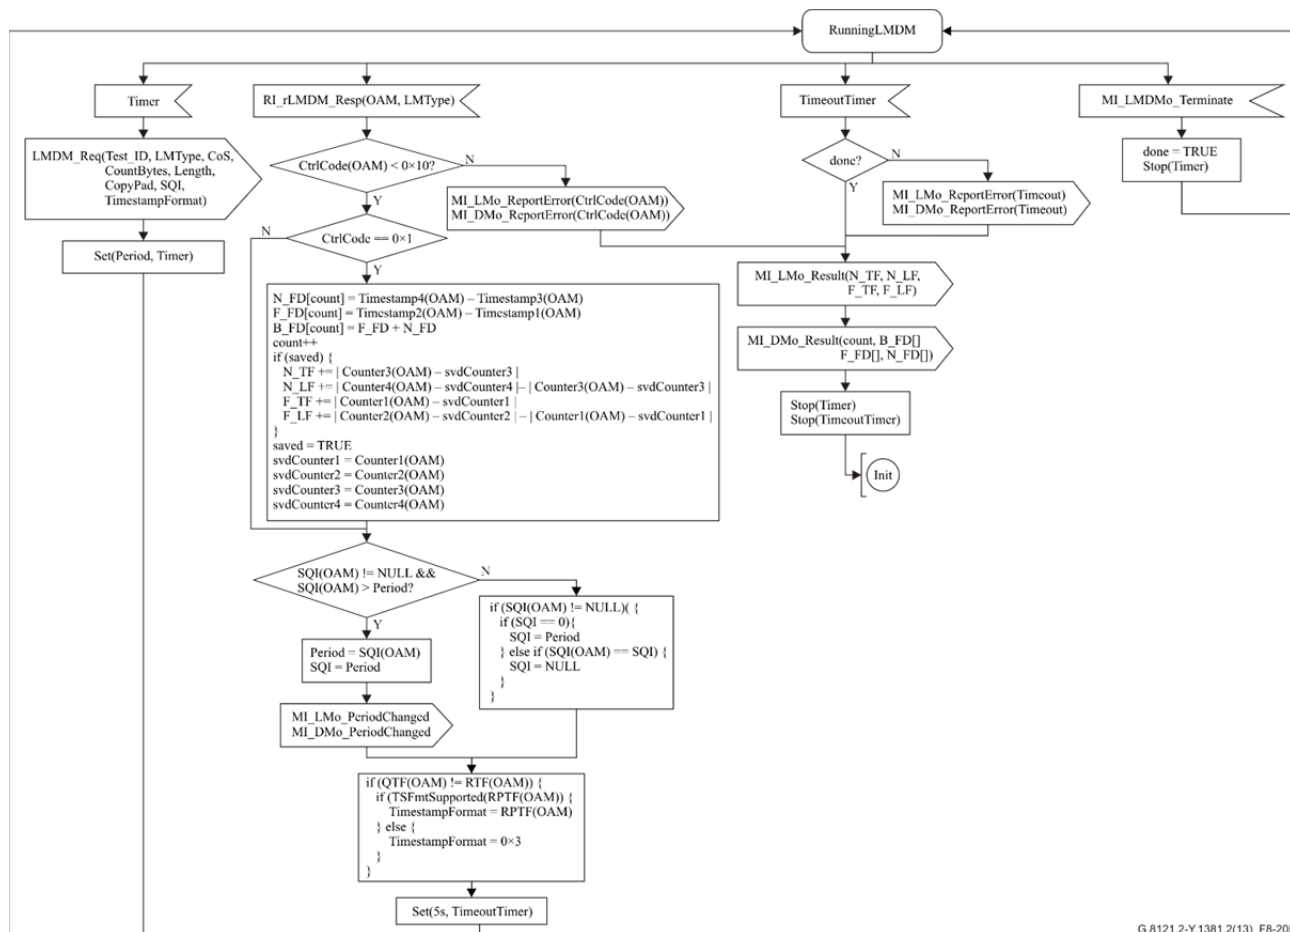 RunningLMDM
Timer
RI_rLMDM_Resp(OAM, LMType)
TimeoutTimer
MI_LMDMo_Terminate
LMDM_Req(Test_ID, LMType, CoS,
CountBytes, Length,
CopyPad, SQI,
TimestampFormat)
Set(Period, Timer)
CtrlCode(OAM) < 0×10?
N
Y
MI_LMo_ReportError(CtrlCode(OAM))
MI_DMo_ReportError(CtrlCode(OAM))
done?
N
Y
MI_LMo_ReportError(Timeout)
MI_DMo_ReportError(Timeout)
done = TRUE
Stop(Timer)
N
CtrlCode == 0×1
Y
MI_LMo_Result(N_TF, N_LF,
F_TF, F_LF)
MI_DMo_Result(count, B_FD[]
F_FD[], N_FD[])
Stop(Timer)
Stop(TimeoutTimer)
Init
N_FD[count] = Timestamp4(OAM) – Timestamp3(OAM)
F_FD[count] = Timestamp2(OAM) – Timestamp1(OAM)
B_FD[count] = F_FD + N_FD
count++
if (saved) {
N_TF += | Counter3(OAM) – svdCounter3 |
N_LF += | Counter4(OAM) – svdCounter4 |–| Counter3(OAM) – svdCounter3 |
F_TF += | Counter1(OAM) – svdCounter1 |
F_LF += | Counter2(OAM) – svdCounter2 | – | Counter1(OAM) – svdCounter1 |
}
saved = TRUE
svdCounter1 = Counter1(OAM)
svdCounter2 = Counter2(OAM)
svdCounter3 = Counter3(OAM)
svdCounter4 = Counter4(OAM)
SQI(OAM) != NULL &&
SQI(OAM) > Period?
N
Y
Period = SQI(OAM)
SQI = Period
MI_LMo_PeriodChanged
MI_DMo_PeriodChanged
if (SQI(OAM) != NULL)( {
if (SQI == 0){
SQI = Period
} else if (SQI(OAM) == SQI) {
SQI = NULL
}
}
if (QTF(OAM) != RTF(OAM)) {
if (TSFmtSupported(RPTF(OAM)) {
TimestampFormat = RPTF(OAM)
} else {
TimestampFormat = 0×3
}
}
Set(5s, TimeoutTimer)
G.8121.2-Y.1381.2(13)_F8-20